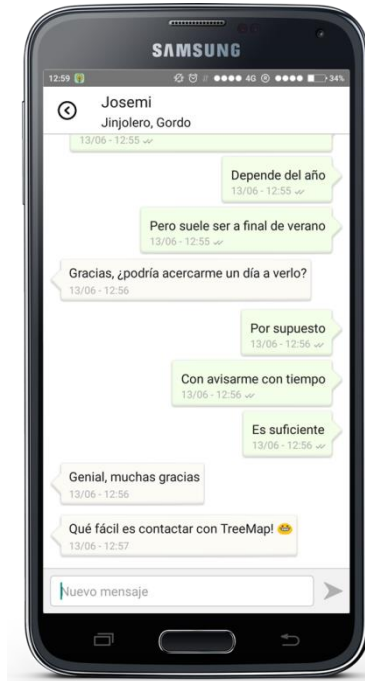 SAMSUNG
12:59 4G 34%
Josemi
Jinjolero, Gordo
13/06 - 12:55
Depende del año
13/06 - 12:55
Pero suele ser a final de verano
13/06 - 12:55
Gracias, ¿podría acercarme un día a verlo?
13/06 - 12:56
Por supuesto
13/06 - 12:56
Con avisarme con tiempo
13/06 - 12:56
Es suficiente
13/06 - 12:56
Genial, muchas gracias
13/06 - 12:56
Qué fácil es contactar con TreeMap! 😂
13/06 - 12:57
Nuevo mensaje